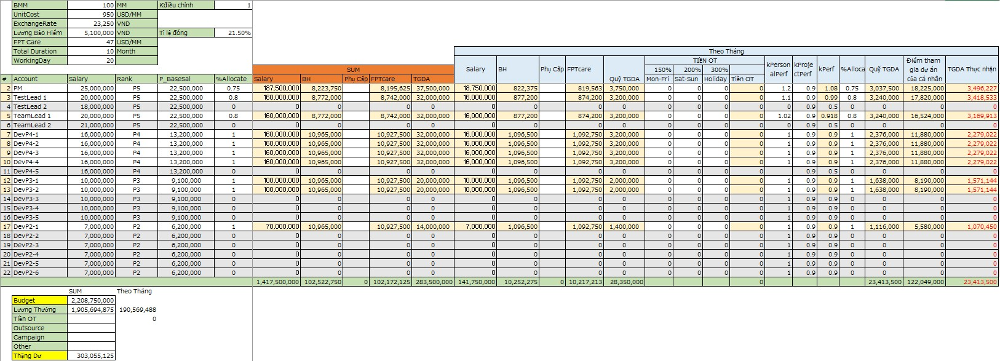 BMM 100 MM Kđiều chỉnh 1
UnitCost 950 USD/MM
ExchangeRate 23,250 VND
Lương Bảo Hiểm 5,100,000 VND Tỉ lệ đóng 21.50%
FPT Care 47 USD/MM
Total Duration 10 Month
WorkingDay 20
Theo Tháng
SUM
Salary BH Phụ Cấp FPTcare Quỹ TGDA TIỀN OT kPersonalPerf kProjectPerf kPerf %Alloca Quỹ TGDA Điểm tham gia dự án của cá nhân TGDA Thực nhận
150% 200% 300%
Mon-Fri Sat-Sun Holiday Tiền OT
# Account Salary Rank P_BaseSal %Allocate Salary BH Phụ Cấp FPTcare TGDA
2 PM 25,000,000 P5 22,500,000 0.75 187,500,000 8,223,750 8,195,625 37,500,000 18,750,000 822,375 819,563 3,750,000 0 0 0 0 1.2 0.9 1.08 0.75 3,037,500 18,225,000 3,496,227
3 TestLead 1 20,000,000 P5 22,500,000 0.8 160,000,000 8,772,000 8,742,000 32,000,000 16,000,000 877,200 874,200 3,200,000 0 0 0 0 1.1 0.9 0.99 0.8 3,240,000 17,820,000 3,418,533
4 TestLead 2 18,000,000 P5 22,500,000 0 0 0 0 0 0 0 0 0 0 0 0 0 0 0.9 0.5 0 0 0 0
5 TeamLead 1 20,000,000 P5 22,500,000 0.8 160,000,000 8,772,000 8,742,000 32,000,000 16,000,000 877,200 874,200 3,200,000 0 0 0 0 1.02 0.9 0.918 0.8 3,240,000 16,524,000 3,169,913
6 TeamLead 2 21,000,000 P5 22,500,000 0 0 0 0 0 0 0 0 0 0 0 0 0 0 0.9 0.5 0 0 0 0
7 DevP4-1 16,000,000 P4 13,200,000 1 160,000,000 10,965,000 10,927,500 32,000,000 16,000,000 1,096,500 1,092,750 3,200,000 0 0 0 0 1 0.9 0.9 1 2,376,000 11,880,000 2,279,022
8 DevP4-2 16,000,000 P4 13,200,000 1 160,000,000 10,965,000 10,927,500 32,000,000 16,000,000 1,096,500 1,092,750 3,200,000 0 0 0 0 1 0.9 0.9 1 2,376,000 11,880,000 2,279,022
9 DevP4-3 16,000,000 P4 13,200,000 1 160,000,000 10,965,000 10,927,500 32,000,000 16,000,000 1,096,500 1,092,750 3,200,000 0 0 0 0 1 0.9 0.9 1 2,376,000 11,880,000 2,279,022
10 DevP4-4 16,000,000 P4 13,200,000 1 160,000,000 10,965,000 10,927,500 32,000,000 16,000,000 1,096,500 1,092,750 3,200,000 0 0 0 0 1 0.9 0.9 1 2,376,000 11,880,000 2,279,022
11 DevP4-5 16,000,000 P4 13,200,000 0 0 0 0 0 0 0 0 0 0 0 0 0 0.9 0.5 0 0 0 0
12 DevP3-1 10,000,000 P3 9,100,000 1 100,000,000 10,965,000 10,927,500 20,000,000 10,000,000 1,096,500 1,092,750 2,000,000 0 0 0 0 1 0.9 0.9 1 1,638,000 8,190,000 1,571,144
13 DevP3-2 10,000,000 P3 9,100,000 1 100,000,000 10,965,000 10,927,500 20,000,000 10,000,000 1,096,500 1,092,750 2,000,000 0 0 0 0 1 0.9 0.9 1 1,638,000 8,190,000 1,571,144
14 DevP3-3 10,000,000 P3 9,100,000 0 0 0 0 0 0 0 0 0 0 0 0 0 1 0.9 0.9 0 0 0 0
15 DevP3-4 10,000,000 P3 9,100,000 0 0 0 0 0 0 0 0 0 0 0 0 0 1 0.9 0.9 0 0 0 0
16 DevP3-5 10,000,000 P3 9,100,000 0 0 0 0 0 0 0 0 0 0 0 0 0 1 0.9 0.9 0 0 0 0
17 DevP2-1 7,000,000 P2 6,200,000 1 70,000,000 10,965,000 10,927,500 14,000,000 7,000,000 1,096,500 1,092,750 1,400,000 0 0 0 0 1 0.9 0.9 1 1,116,000 5,580,000 1,070,450
18 DevP2-2 7,000,000 P2 6,200,000 0 0 0 0 0 0 0 0 0 0 0 0 0 1 0.9 0.9 0 0 0 0
19 DevP2-3 7,000,000 P2 6,200,000 0 0 0 0 0 0 0 0 0 0 0 0 0 1 0.9 0.9 0 0 0 0
20 DevP2-4 7,000,000 P2 6,200,000 0 0 0 0 0 0 0 0 0 0 0 0 0 1 0.9 0.9 0 0 0 0
21 DevP2-5 7,000,000 P2 6,200,000 0 0 0 0 0 0 0 0 0 0 0 0 0 1 0.9 0.9 0 0 0 0
22 DevP2-6 7,000,000 P2 6,200,000 0 0 0 0 0 0 0 0 0 0 0 0 0 1 0.9 0.9 0 0 0 0
1,417,500,000 102,522,750 0 102,172,125 283,500,000 141,750,000 10,252,275 0 10,217,213 28,350,000 0 23,413,500 122,049,000 23,413,500
SUM Theo Tháng
Budget 2,208,750,000
Lương Thưởng 1,905,694,875 190,569,488
Tiền OT 0
Outsource
Campaign
Other
Thặng Dư 303,055,125